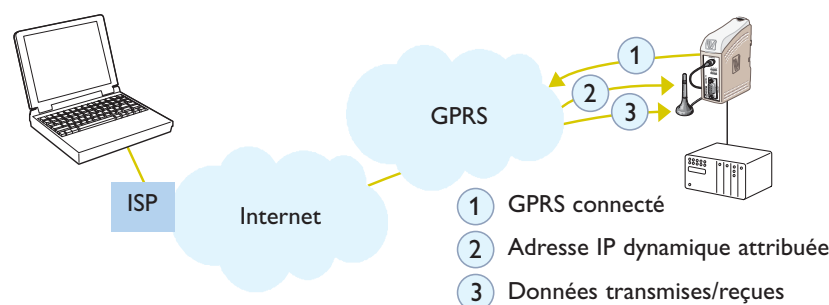 1
GPRS
2
3
ISP
Internet
1 GPRS connecté
2 Adresse IP dynamique attribuée
3 Données transmises/reçues